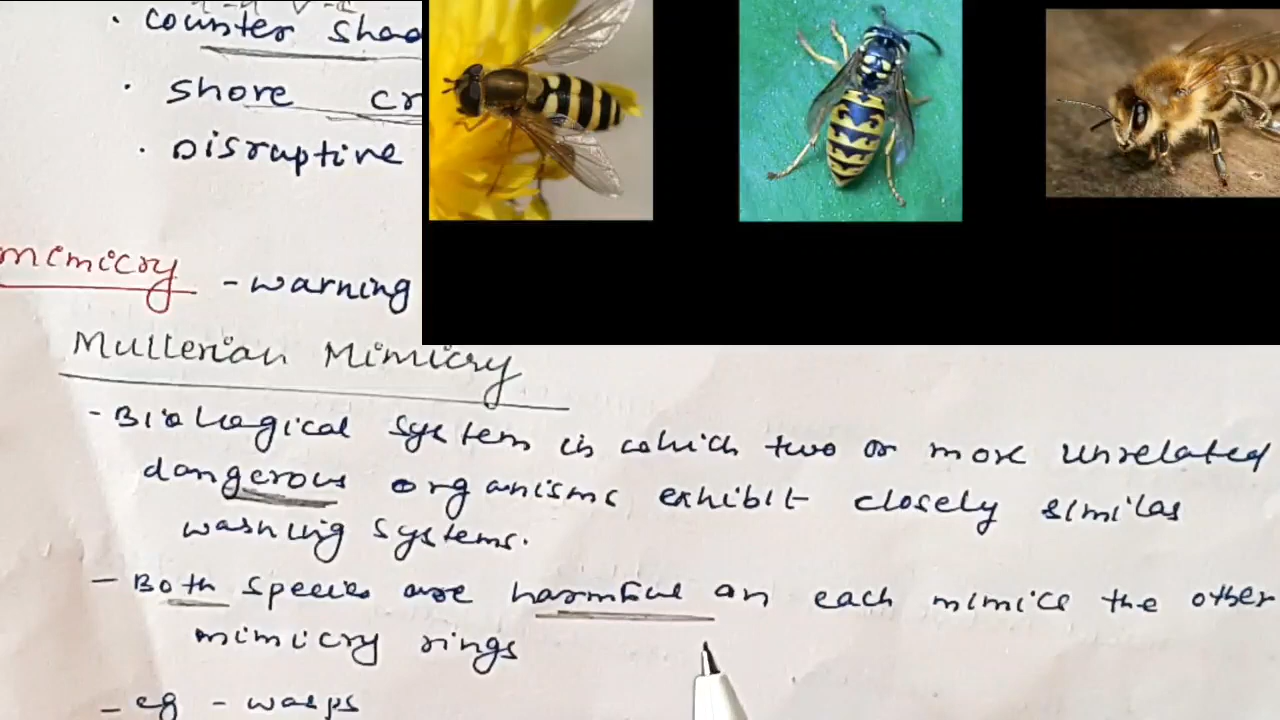 · counter shad
· shore cr
· Disruptive
mimicry - warning
Mullerian Mimicry
- Biological system in which two or more unrelated
dangerous organisms exhibit closely similar
warning systems.
- Both species are harmful an each mimics the other
mimicry rings
- eg - wasps